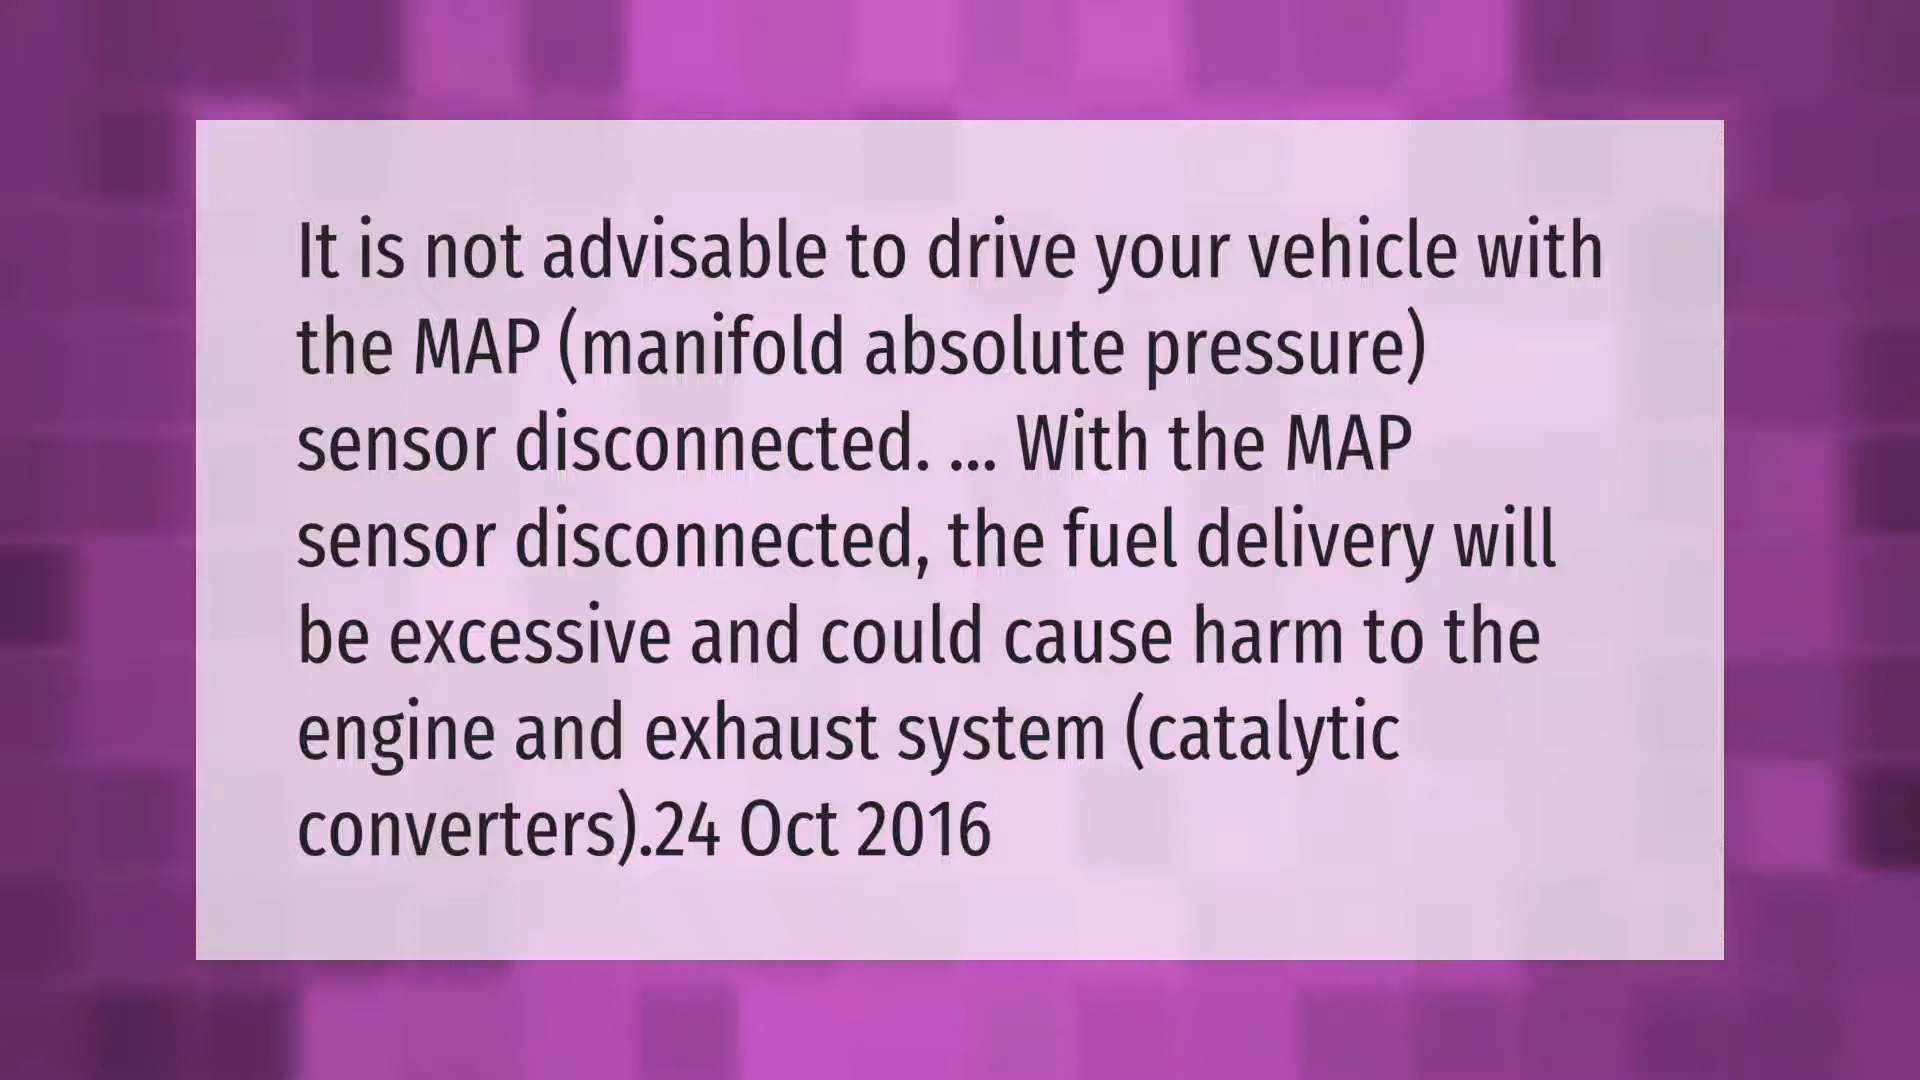 It is not advisable to drive your vehicle with
the MAP (manifold absolute pressure)
sensor disconnected. ... With the MAP
sensor disconnected, the fuel delivery will
be excessive and could cause harm to the
engine and exhaust system (catalytic
converters).24 Oct 2016